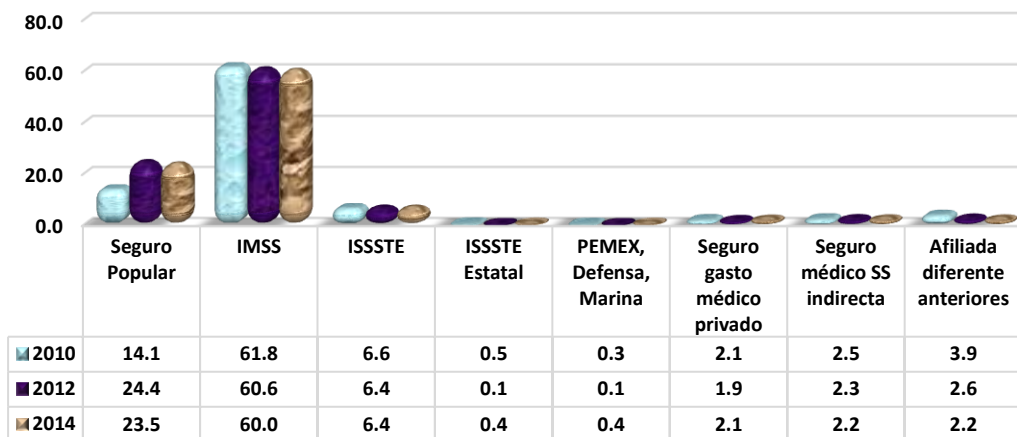 80.0
60.0
40.0
20.0
0.0
Seguro Popular IMSS ISSSTE ISSSTE Estatal PEMEX, Defensa, Marina Seguro gasto médico privado Seguro médico SS indirecta Afiliada diferente anteriores
2010 14.1 61.8 6.6 0.5 0.3 2.1 2.5 3.9
2012 24.4 60.6 6.4 0.1 0.1 1.9 2.3 2.6
2014 23.5 60.0 6.4 0.4 0.4 2.1 2.2 2.2